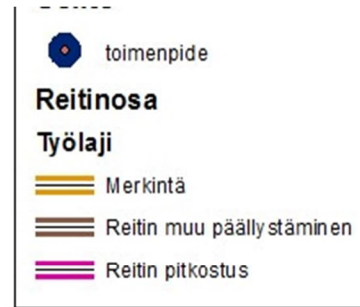 toimenpide
Reitinosa
Työlaji
Merkintä
Reitin muu päällystäminen
Reitin pitkostus